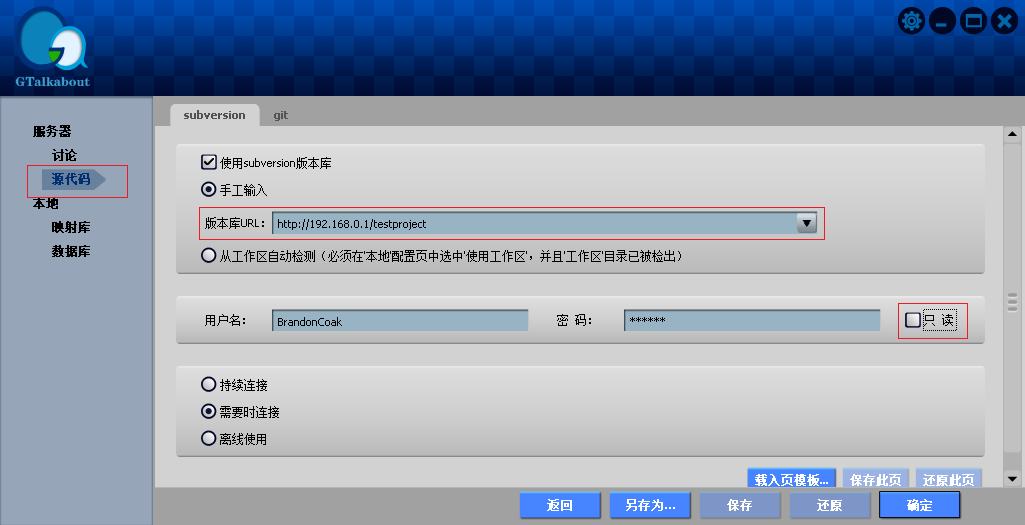 GTalkabout
服务器
讨论
源代码
本地
映射库
数据库
subversion git
使用subversion版本库
手工输入
版本库URL: http://192.168.0.1/testproject
从工作区自动检测（必须在'本地'配置页中选中'使用工作区'，并且'工作区'目录已被检出）
用户名: BrandonCoak 密 码: ****** 只 读
持续连接
需要时连接
离线使用
载入页模板... 保存此页 还原此页
返回 另存为... 保存 还原 确定